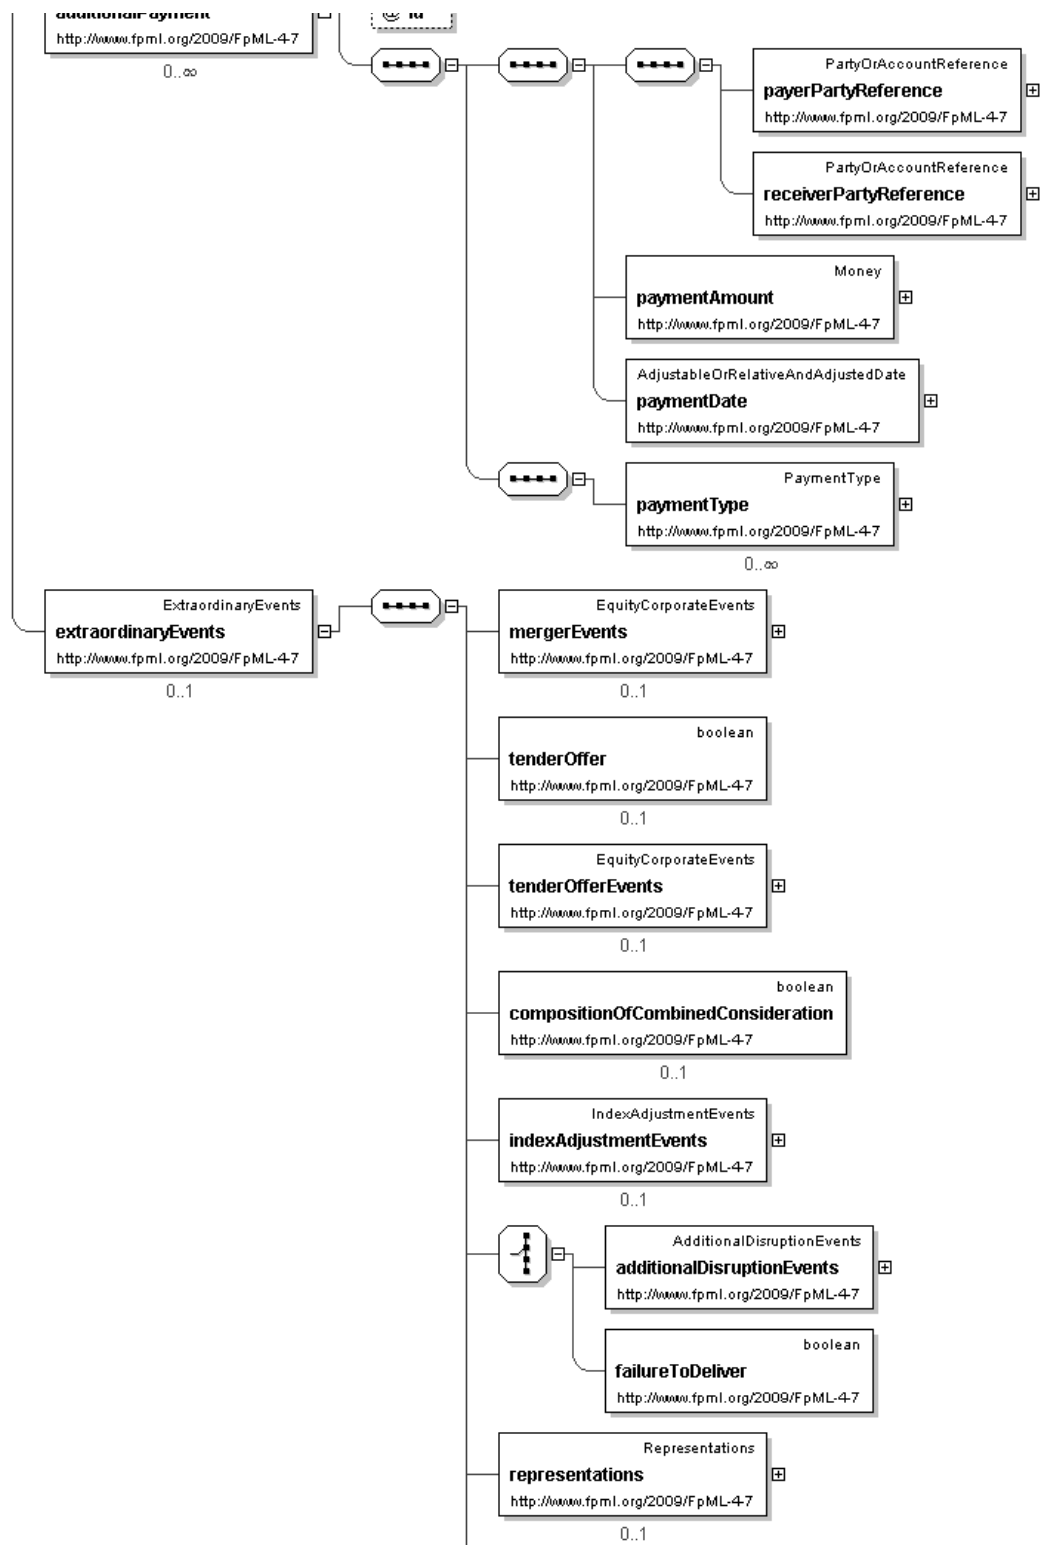 additionalPayment
@ id
http://www.fpml.org/2009/FpML-4-7
0..∞
PartyOrAccountReference
payerPartyReference
http://www.fpml.org/2009/FpML-4-7
PartyOrAccountReference
receiverPartyReference
http://www.fpml.org/2009/FpML-4-7
Money
paymentAmount
http://www.fpml.org/2009/FpML-4-7
AdjustableOrRelativeAndAdjustedDate
paymentDate
http://www.fpml.org/2009/FpML-4-7
PaymentType
paymentType
http://www.fpml.org/2009/FpML-4-7
0..∞
ExtraordinaryEvents
extraordinaryEvents
http://www.fpml.org/2009/FpML-4-7
0..1
EquityCorporateEvents
mergerEvents
http://www.fpml.org/2009/FpML-4-7
0..1
boolean
tenderOffer
http://www.fpml.org/2009/FpML-4-7
0..1
EquityCorporateEvents
tenderOfferEvents
http://www.fpml.org/2009/FpML-4-7
0..1
boolean
compositionOfCombinedConsideration
http://www.fpml.org/2009/FpML-4-7
0..1
IndexAdjustmentEvents
indexAdjustmentEvents
http://www.fpml.org/2009/FpML-4-7
0..1
AdditionalDisruptionEvents
additionalDisruptionEvents
http://www.fpml.org/2009/FpML-4-7
boolean
failureToDeliver
http://www.fpml.org/2009/FpML-4-7
Representations
representations
http://www.fpml.org/2009/FpML-4-7
0..1